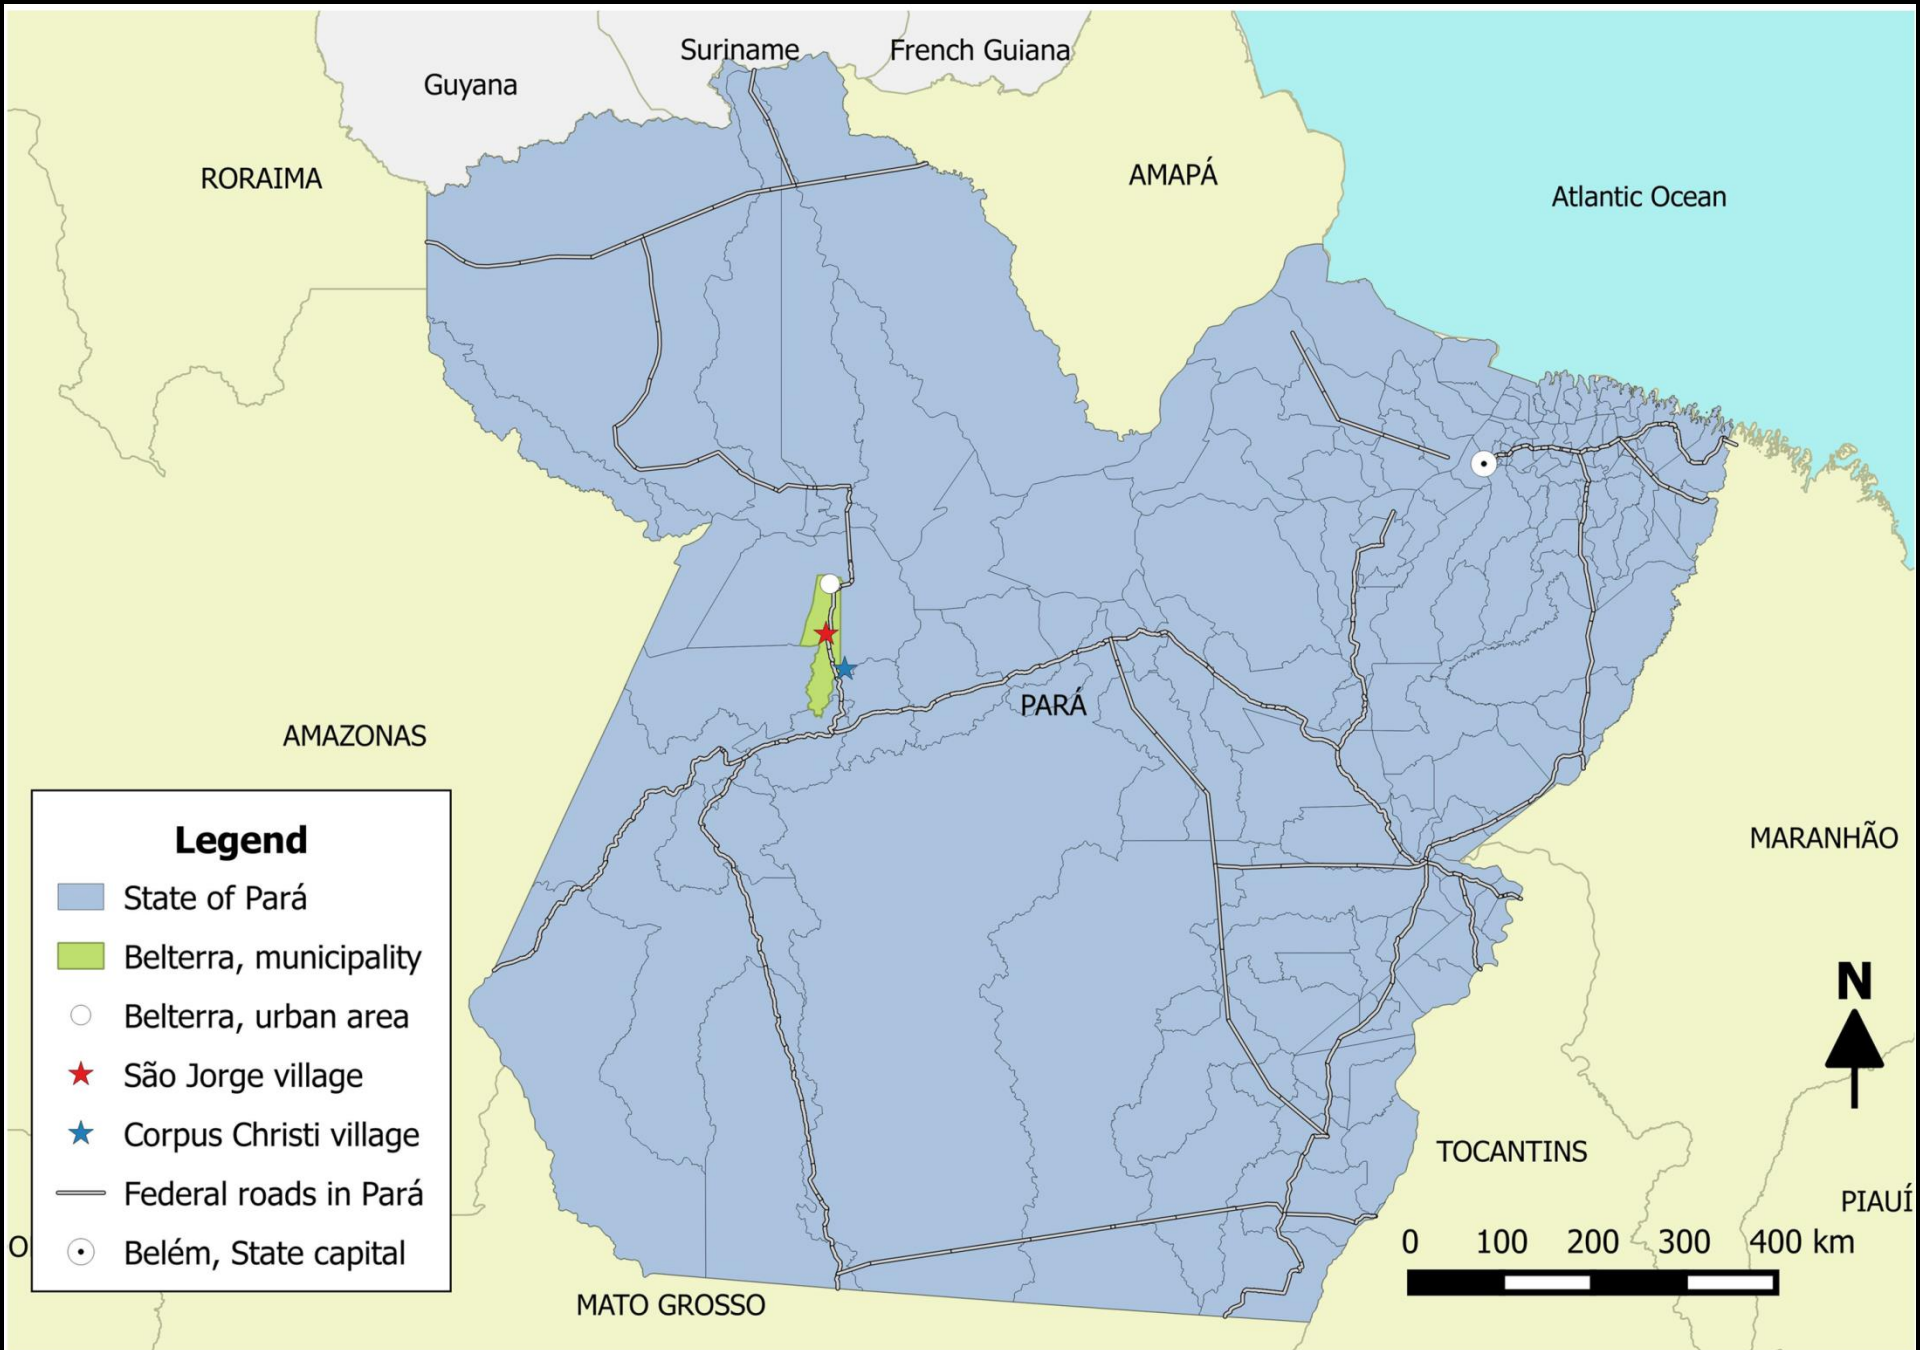 Suriname
French Guiana
Guyana
RORAIMA
AMAPÁ
Atlantic Ocean
PARÁ
AMAZONAS
MARANHÃO
Legend
State of Pará
Belterra, municipality
Belterra, urban area
São Jorge village
Corpus Christi village
Federal roads in Pará
Belém, State capital
N
TOCANTINS
PIAUÍ
O
0 100 200 300 400 km
MATO GROSSO